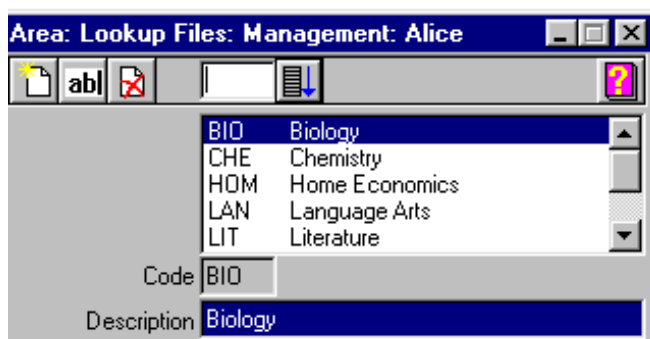 Area: Lookup Files: Management: Alice
abl
BIO Biology
CHE Chemistry
HOM Home Economics
LAN Language Arts
LIT Literature
Code BIO
Description Biology